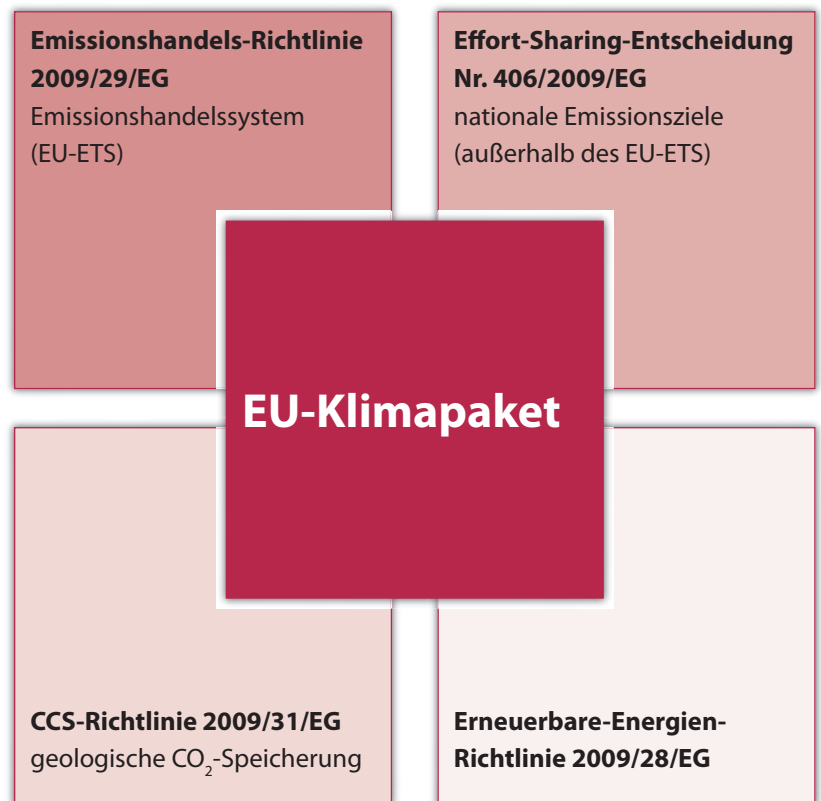 Emissionshandels-Richtlinie
2009/29/EG
Emissionshandelssystem
(EU-ETS)
Effort-Sharing-Entscheidung
Nr. 406/2009/EG
nationale Emissionsziele
(außerhalb des EU-ETS)
EU-Klimapaket
CCS-Richtlinie 2009/31/EG
geologische CO₂-Speicherung
Erneuerbare-Energien-
Richtlinie 2009/28/EG